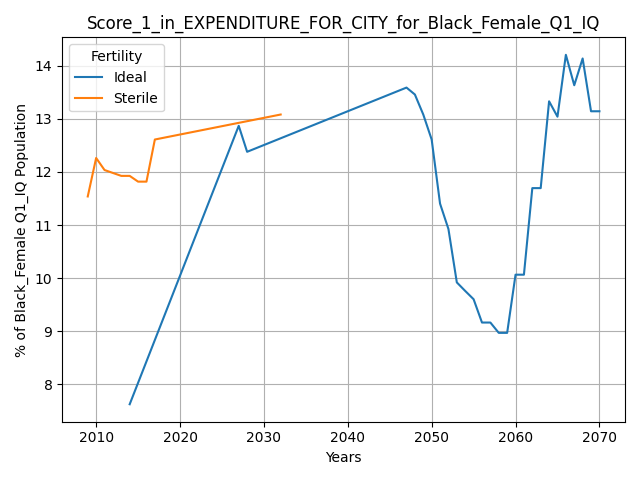 Score_1_in_EXPENDITURE_FOR_CITY_for_Black_Female_Q1_IQ
Fertility
Ideal
Sterile
% of Black_Female Q1_IQ Population
14
13
12
11
10
9
8
2010 2020 2030 2040 2050 2060 2070
Years